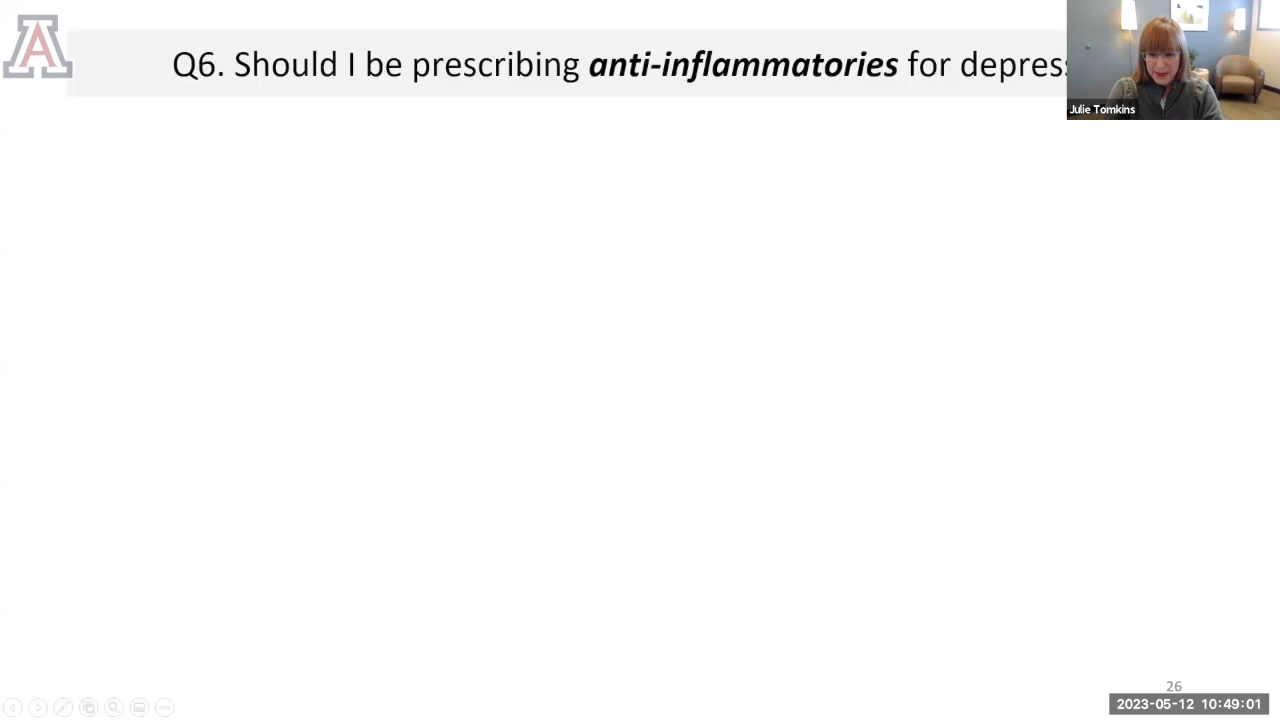 A
Q6. Should I be prescribing anti-inflammatories for depres
Julie Tomkins
26
2023-05-12 10:49:01